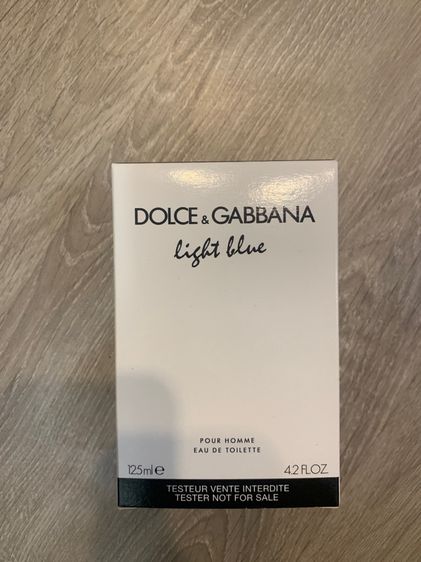 DOLCE & GABBANA
light blue
POUR HOMME
EAU DE TOILETTE
125ml ℮ 4.2 FL.OZ.
TESTEUR VENTE INTERDITE
TESTER NOT FOR SALE